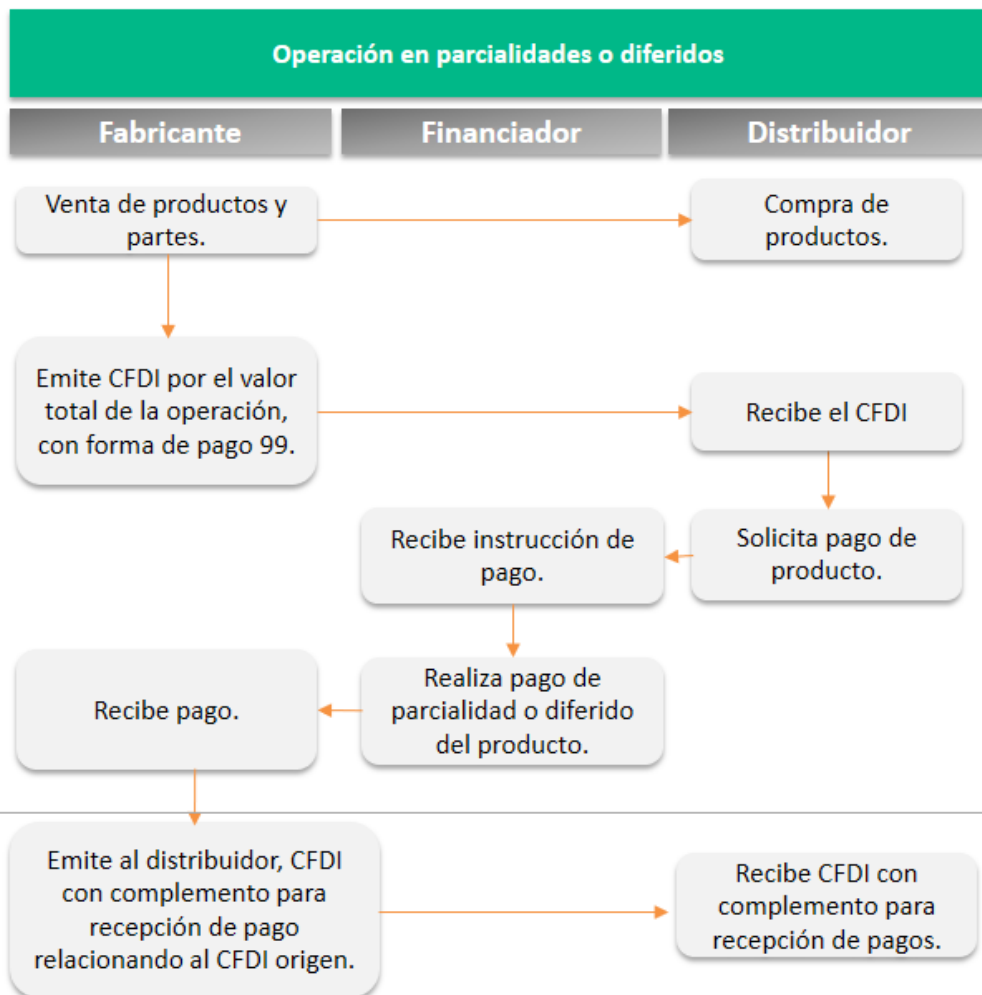 Operación en parcialidades o diferidos
Fabricante
Financiador
Distribuidor
Venta de productos y
partes.
Compra de
productos.
Emite CFDI por el valor
total de la operación,
con forma de pago 99.
Recibe el CFDI
Solicita pago de
producto.
Recibe instrucción de
pago.
Realiza pago de
parcialidad o diferido
del producto.
Recibe pago.
Emite al distribuidor, CFDI
con complemento para
recepción de pago
relacionando al CFDI origen.
Recibe CFDI con
complemento para
recepción de pagos.